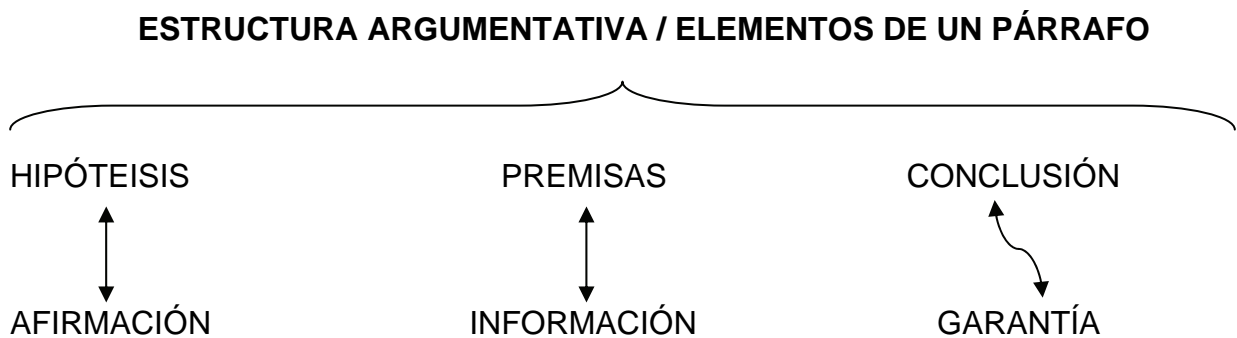 ESTRUCTURA ARGUMENTATIVA / ELEMENTOS DE UN PÁRRAFO
HIPÓTEISIS PREMISAS CONCLUSIÓN
AFIRMACIÓN INFORMACIÓN GARANTÍA